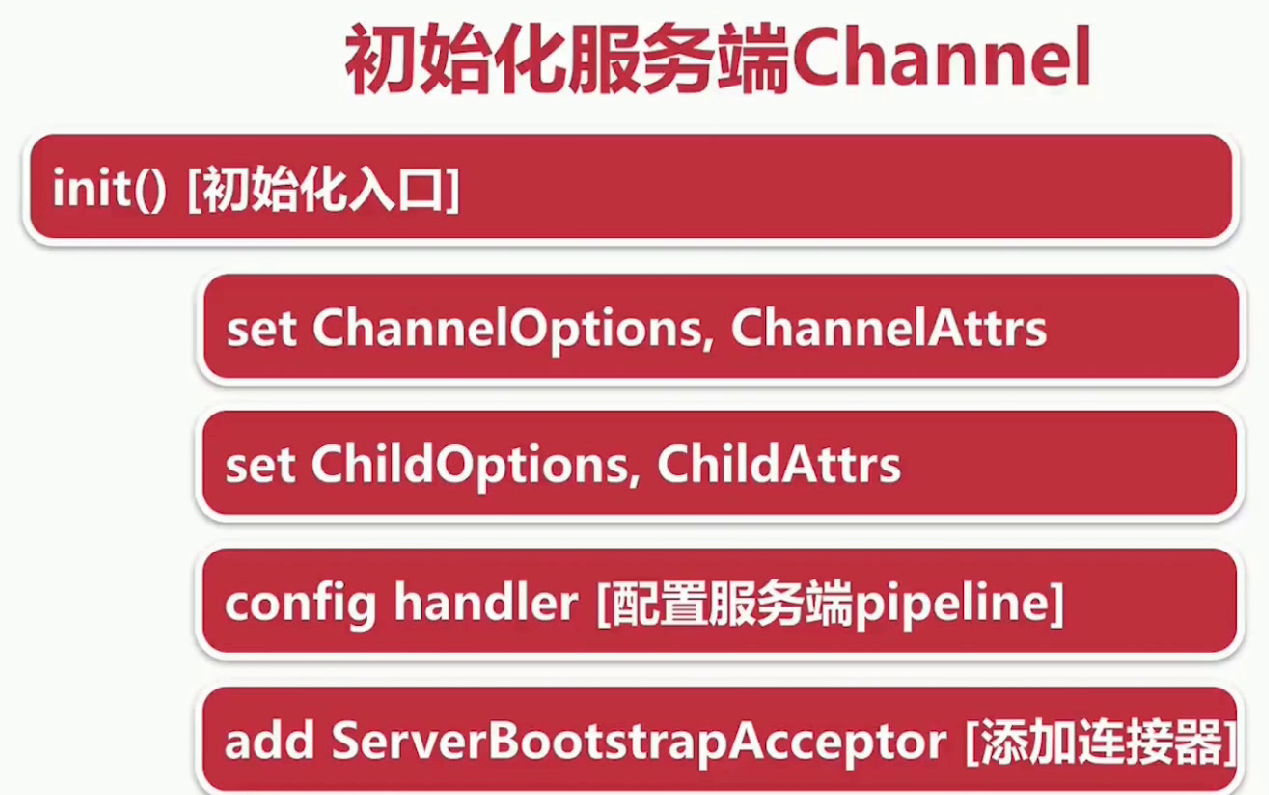 初始化服务端Channel
init() [初始化入口]
set ChannelOptions, ChannelAttrs
set ChildOptions, ChildAttrs
config handler [配置服务端pipeline]
add ServerBootstrapAcceptor [添加连接器]